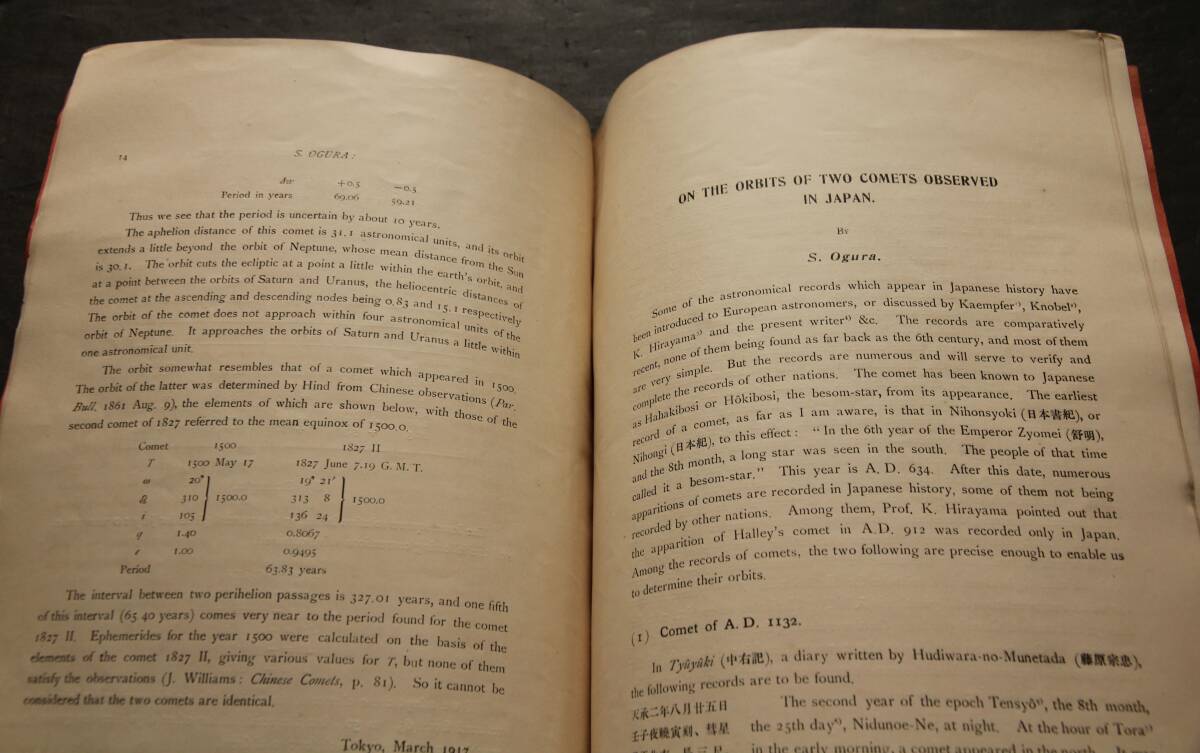 14
S. OGURA:
Δω +0.5 −0.5
Period in years 69.06 59.21
Thus we see that the period is uncertain by about 10 years.
The aphelion distance of this comet is 31.1 astronomical units, and its orbit
extends a little beyond the orbit of Neptune, whose mean distance from the Sun
is 30.1. The orbit cuts the ecliptic at a point a little within the earth's orbit, and
at a point between the orbits of Saturn and Uranus, the heliocentric distances of
the comet at the ascending and descending nodes being 0.83 and 15.1 respectively
The orbit of the comet does not approach within four astronomical units of the
orbit of Neptune. It approaches the orbits of Saturn and Uranus a little within
one astronomical unit.
The orbit somewhat resembles that of a comet which appeared in 1500.
The orbit of the latter was determined by Hind from Chinese observations (Par.
Bull. 1861 Aug. 9), the elements of which are shown below, with those of the
second comet of 1827 referred to the mean equinox of 1500.0.
Comet 1500 1827 II
T 1500 May 17 1827 June 7.19 G. M. T.
ω 20° 19° 21′
☊ 310 1500.0 313 8 1500.0
i 105 136 24
q 1.40 0.8067
e 1.00 0.9495
Period 63.83 years
The interval between two perihelion passages is 327.01 years, and one fifth
of this interval (65 40 years) comes very near to the period found for the comet
1827 II. Ephemerides for the year 1500 were calculated on the basis of the
elements of the comet 1827 II, giving various values for T, but none of them
satisfy the observations (J. Williams: Chinese Comets, p. 81). So it cannot be
considered that the two comets are identical.
Tokyo, March 1917.
ON THE ORBITS OF TWO COMETS OBSERVED
IN JAPAN.
By
S. Ogura.
Some of the astronomical records which appear in Japanese history have
been introduced to European astronomers, or discussed by Kaempfer¹⁾, Knobel²⁾,
K. Hirayama³⁾ and the present writer⁴⁾ &c. The records are comparatively
recent, none of them being found as far back as the 6th century, and most of them
are very simple. But the records are numerous and will serve to verify and
complete the records of other nations. The comet has been known to Japanese
as Hahakibosi or Hôkibosi, the besom-star, from its appearance. The earliest
record of a comet, as far as I am aware, is that in Nihonsyoki (日本書紀), or
Nihongi (日本紀), to this effect: "In the 6th year of the Emperor Zyomei (舒明),
and the 8th month, a long star was seen in the south. The people of that time
called it a besom-star." This year is A. D. 634. After this date, numerous
apparitions of comets are recorded in Japanese history, some of them not being
recorded by other nations. Among them, Prof. K. Hirayama pointed out that
the apparition of Halley's comet in A.D. 912 was recorded only in Japan.
Among the records of comets, the two following are precise enough to enable us
to determine their orbits.
(1) Comet of A. D. 1132.
In Tyûyûki (中右記), a diary written by Hudiwara-no-Munetada (藤原宗忠),
the following records are to be found.
天承二年八月廿五日
壬子夜曉寅刻、彗星
The second year of the epoch Tensyô⁵⁾, the 8th month,
the 25th day⁶⁾, Nidunoe-Ne, at night. At the hour of Tora⁷⁾
in the early morning, a comet appeared in the north